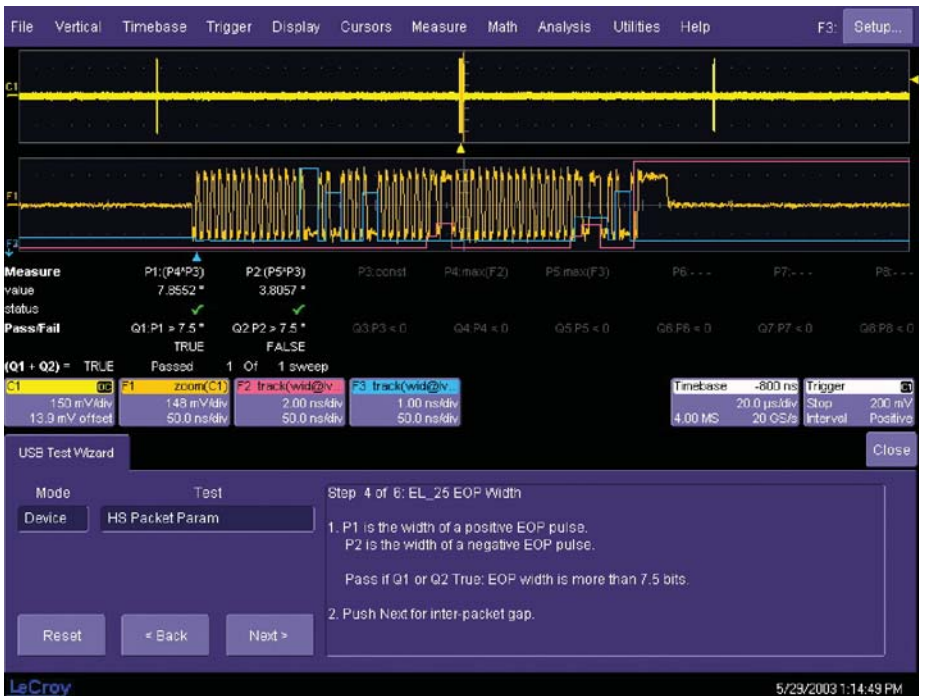 File Vertical Timebase Trigger Display Cursors Measure Math Analysis Utilities Help F3: Setup...
C1
F1
F2
Measure P1:(P4*P3) P2:(P5*P3) P3:const P4:max(F2) P5:max(F3) P6:- - - P7:- - - P8:- - -
value 7.8552 * 3.8057 *
status ✓ ✓
Pass/Fail Q1:P1 > 7.5 * Q2:P2 > 7.5 * Q3:P3 < 0 Q4:P4 < 0 Q5:P5 < 0 Q6:P6 < 0 Q7:P7 < 0 Q8:P8 < 0
TRUE FALSE
(Q1 + Q2) = TRUE Passed 1 Of 1 sweep
C1 DC F1 zoom(C1) F2 track(wid@lv... F3 track(wid@lv... Timebase -800 ns Trigger C1
150 mV/div 148 mV/div 2.00 ns/div 1.00 ns/div 20.0 µs/div Stop 200 mV
13.9 mV offset 50.0 ns/div 50.0 ns/div 50.0 ns/div 4.00 MS 20 GS/s Interval Positive
USB Test Wizard Close
Mode Test
Device HS Packet Param
Step 4 of 6: EL_25 EOP Width
1. P1 is the width of a positive EOP pulse.
P2 is the width of a negative EOP pulse.
Pass if Q1 or Q2 True: EOP width is more than 7.5 bits.
2. Push Next for inter-packet gap.
Reset < Back Next >
LeCroy 5/29/2003 1:14:49 PM